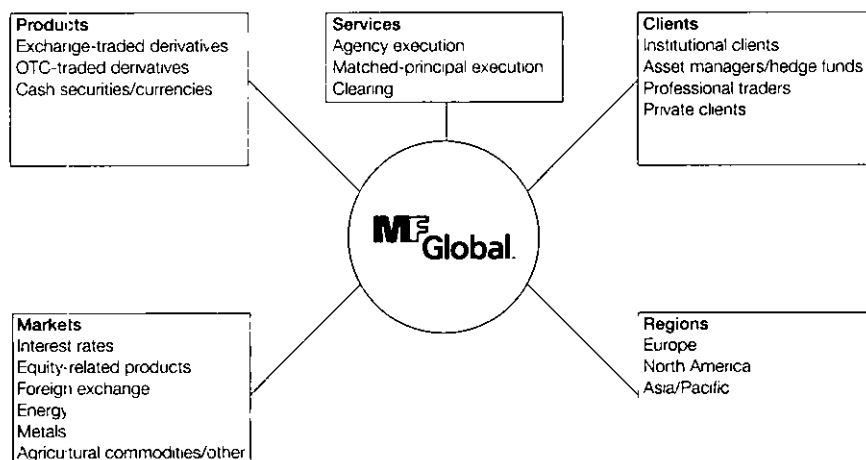 Products
Exchange-traded derivatives
OTC-traded derivatives
Cash securities/currencies
Services
Agency execution
Matched-principal execution
Clearing
Clients
Institutional clients
Asset managers/hedge funds
Professional traders
Private clients
MF Global.
Markets
Interest rates
Equity-related products
Foreign exchange
Energy
Metals
Agricultural commodities/other
Regions
Europe
North America
Asia/Pacific